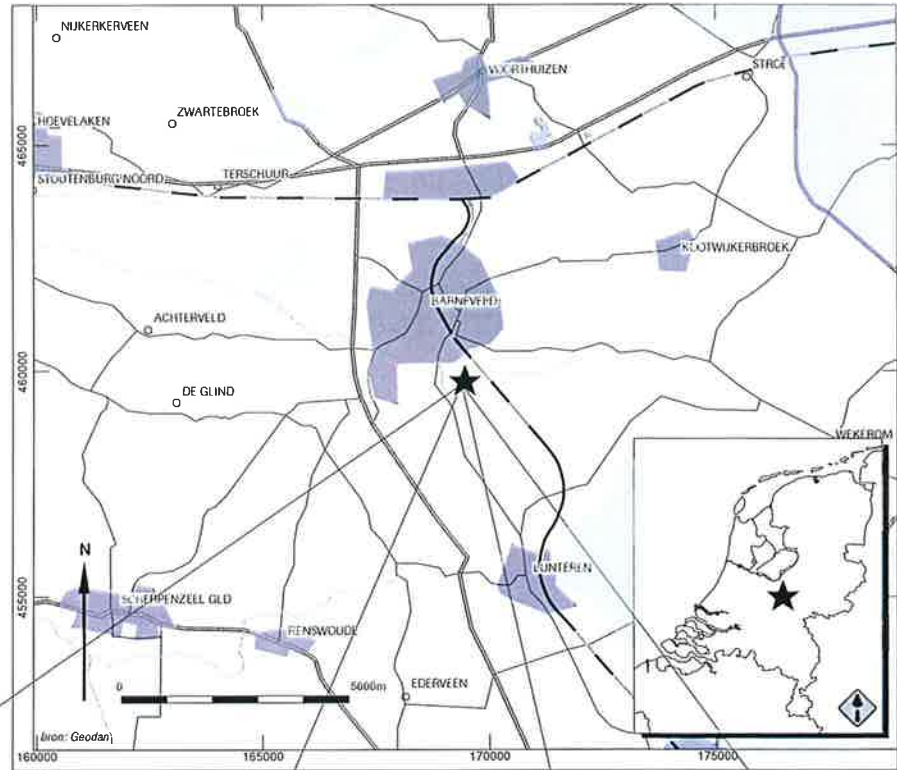 NIJKERKERVEEN
VOORTHUIZEN
STROE
ZWARTEBROEK
HOEVELAKEN
465000
STOUTENBURG NOORD
TERSCHUUR
KOOTWIJKERBROEK
BARNEVELD
ACHTERVELD
460000
DE GLIND
WEKEROM
N
LUNTEREN
SCHERPENZEEL GLD
455000
RENSWOUDE
0 5000m
EDERVEEN
bron: Geodan
160000 165000 170000 175000